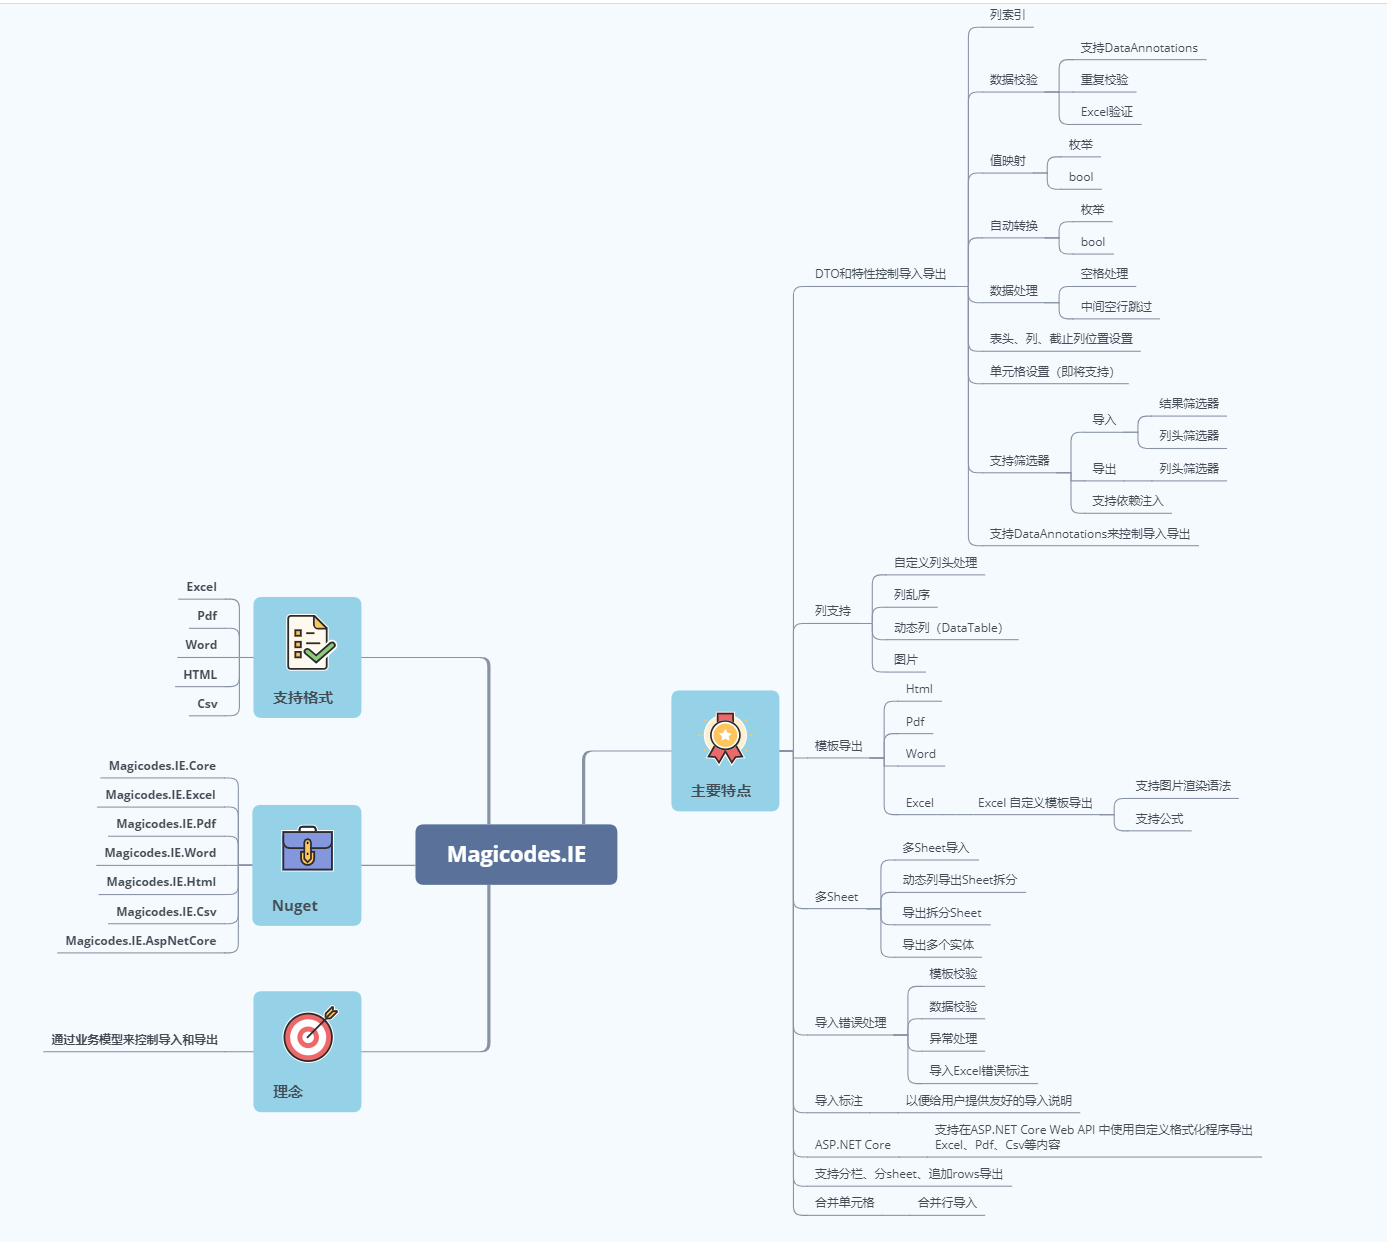 Magicodes.IE
支持格式
Excel
Pdf
Word
HTML
Csv
Nuget
Magicodes.IE.Core
Magicodes.IE.Excel
Magicodes.IE.Pdf
Magicodes.IE.Word
Magicodes.IE.Html
Magicodes.IE.Csv
Magicodes.IE.AspNetCore
理念
通过业务模型来控制导入和导出
主要特点
DTO和特性控制导入导出
列索引
数据校验
支持DataAnnotations
重复校验
Excel验证
值映射
枚举
bool
自动转换
枚举
bool
数据处理
空格处理
中间空行跳过
表头、列、截止列位置设置
单元格设置（即将支持）
支持筛选器
导入
结果筛选器
列头筛选器
导出
列头筛选器
支持依赖注入
支持DataAnnotations来控制导入导出
列支持
自定义列头处理
列乱序
动态列（DataTable）
图片
模板导出
Html
Pdf
Word
Excel
Excel 自定义模板导出
支持图片渲染语法
支持公式
多Sheet
多Sheet导入
动态列导出Sheet拆分
导出拆分Sheet
导出多个实体
导入错误处理
模板校验
数据校验
异常处理
导入Excel错误标注
导入标注
以便给用户提供友好的导入说明
ASP.NET Core
支持在ASP.NET Core Web API 中使用自定义格式化程序导出
Excel、Pdf、Csv等内容
支持分栏、分sheet、追加rows导出
合并单元格
合并行导入